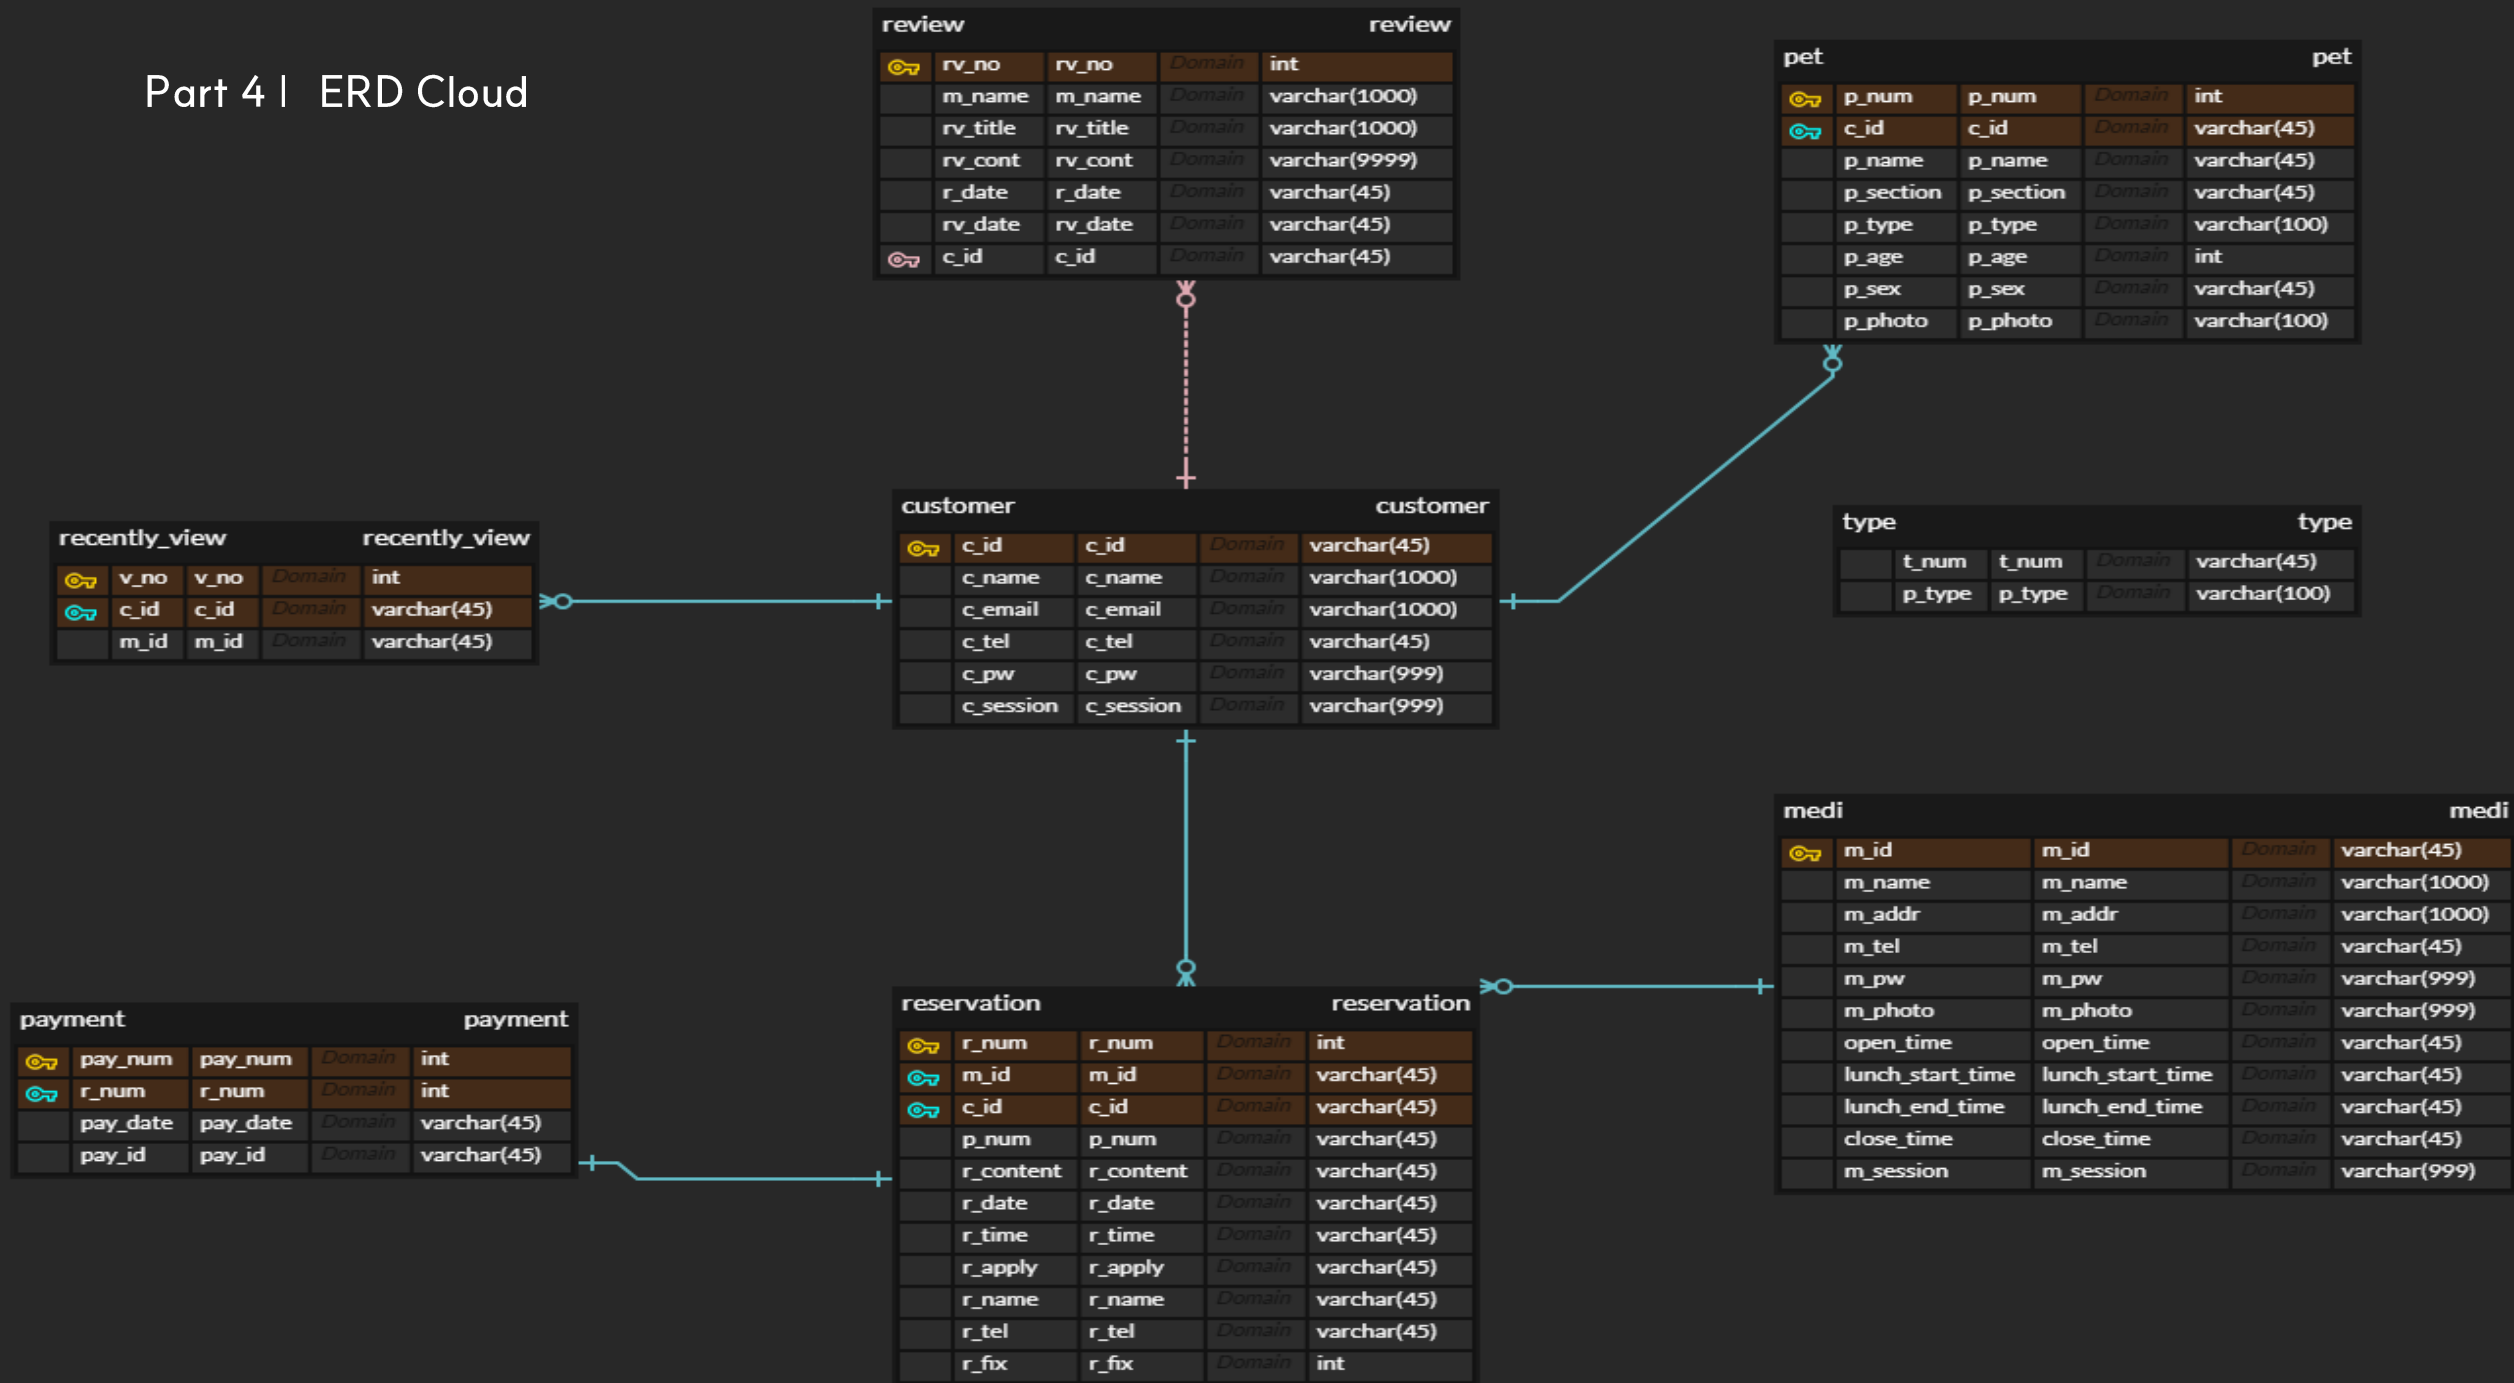 Part 4 | ERD Cloud
review review
rv_no rv_no Domain int
m_name m_name Domain varchar(1000)
rv_title rv_title Domain varchar(1000)
rv_cont rv_cont Domain varchar(9999)
r_date r_date Domain varchar(45)
rv_date rv_date Domain varchar(45)
c_id c_id Domain varchar(45)
pet pet
p_num p_num Domain int
c_id c_id Domain varchar(45)
p_name p_name Domain varchar(45)
p_section p_section Domain varchar(45)
p_type p_type Domain varchar(100)
p_age p_age Domain int
p_sex p_sex Domain varchar(45)
p_photo p_photo Domain varchar(100)
recently_view recently_view
v_no v_no Domain int
c_id c_id Domain varchar(45)
m_id m_id Domain varchar(45)
customer customer
c_id c_id Domain varchar(45)
c_name c_name Domain varchar(1000)
c_email c_email Domain varchar(1000)
c_tel c_tel Domain varchar(45)
c_pw c_pw Domain varchar(999)
c_session c_session Domain varchar(999)
type type
t_num t_num Domain varchar(45)
p_type p_type Domain varchar(100)
payment payment
pay_num pay_num Domain int
r_num r_num Domain int
pay_date pay_date Domain varchar(45)
pay_id pay_id Domain varchar(45)
reservation reservation
r_num r_num Domain int
m_id m_id Domain varchar(45)
c_id c_id Domain varchar(45)
p_num p_num Domain varchar(45)
r_content r_content Domain varchar(45)
r_date r_date Domain varchar(45)
r_time r_time Domain varchar(45)
r_apply r_apply Domain varchar(45)
r_name r_name Domain varchar(45)
r_tel r_tel Domain varchar(45)
r_fix r_fix Domain int
medi medi
m_id m_id Domain varchar(45)
m_name m_name Domain varchar(1000)
m_addr m_addr Domain varchar(1000)
m_tel m_tel Domain varchar(45)
m_pw m_pw Domain varchar(999)
m_photo m_photo Domain varchar(999)
open_time open_time Domain varchar(45)
lunch_start_time lunch_start_time Domain varchar(45)
lunch_end_time lunch_end_time Domain varchar(45)
close_time close_time Domain varchar(45)
m_session m_session Domain varchar(999)